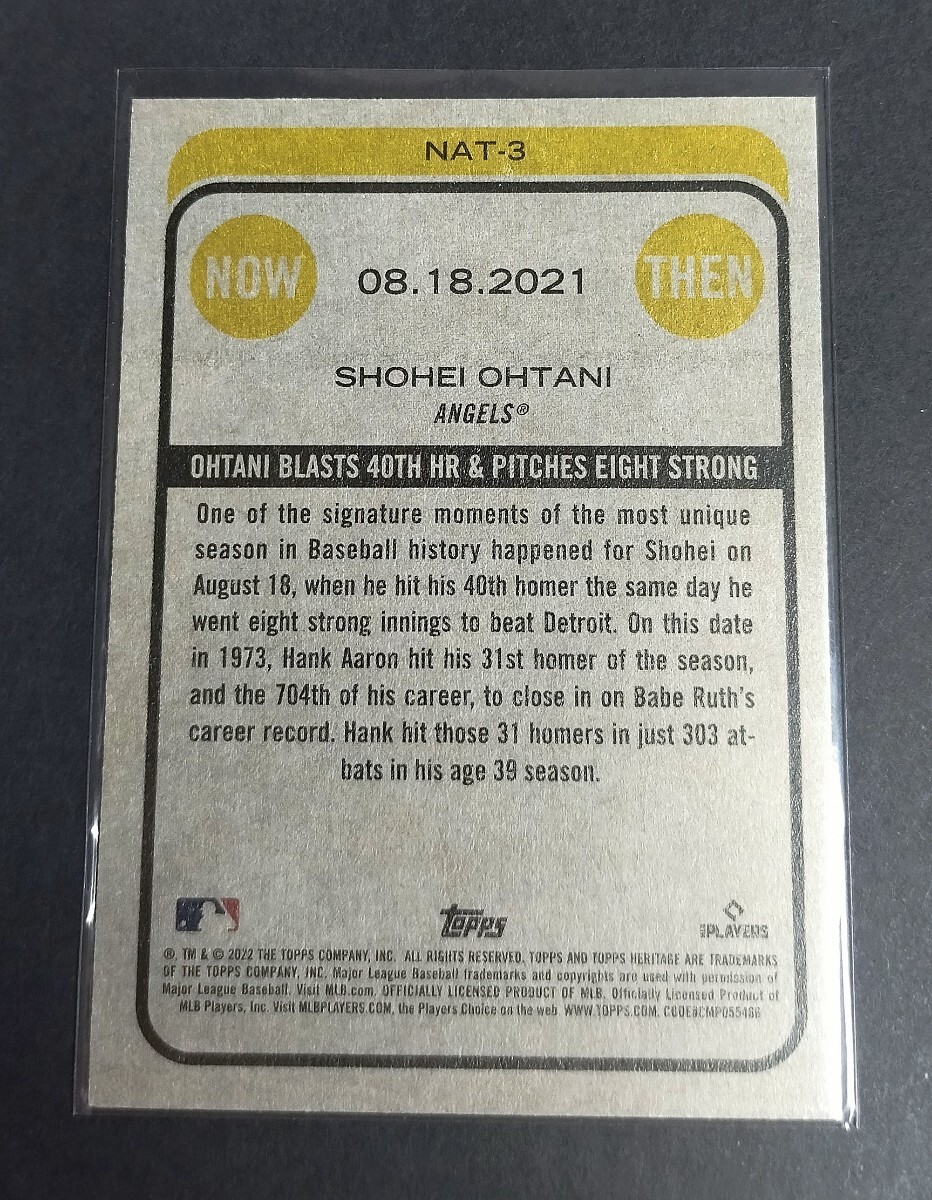 NAT-3
NOW 08.18.2021 THEN
SHOHEI OHTANI
ANGELS®
OHTANI BLASTS 40TH HR & PITCHES EIGHT STRONG
One of the signature moments of the most unique
season in Baseball history happened for Shohei on
August 18, when he hit his 40th homer the same day he
went eight strong innings to beat Detroit. On this date
in 1973, Hank Aaron hit his 31st homer of the season,
and the 704th of his career, to close in on Babe Ruth's
career record. Hank hit those 31 homers in just 303 at-
bats in his age 39 season.
topps
PLAYERS
®, TM & © 2022 THE TOPPS COMPANY, INC. ALL RIGHTS RESERVED. TOPPS AND TOPPS HERITAGE ARE TRADEMARKS
OF THE TOPPS COMPANY, INC. Major League Baseball trademarks and copyrights are used with permission of
Major League Baseball. Visit MLB.com. OFFICIALLY LICENSED PRODUCT OF MLB. Officially Licensed Product of
MLB Players, Inc. Visit MLBPLAYERS.COM, the Players Choice on the web. WWW.TOPPS.COM.